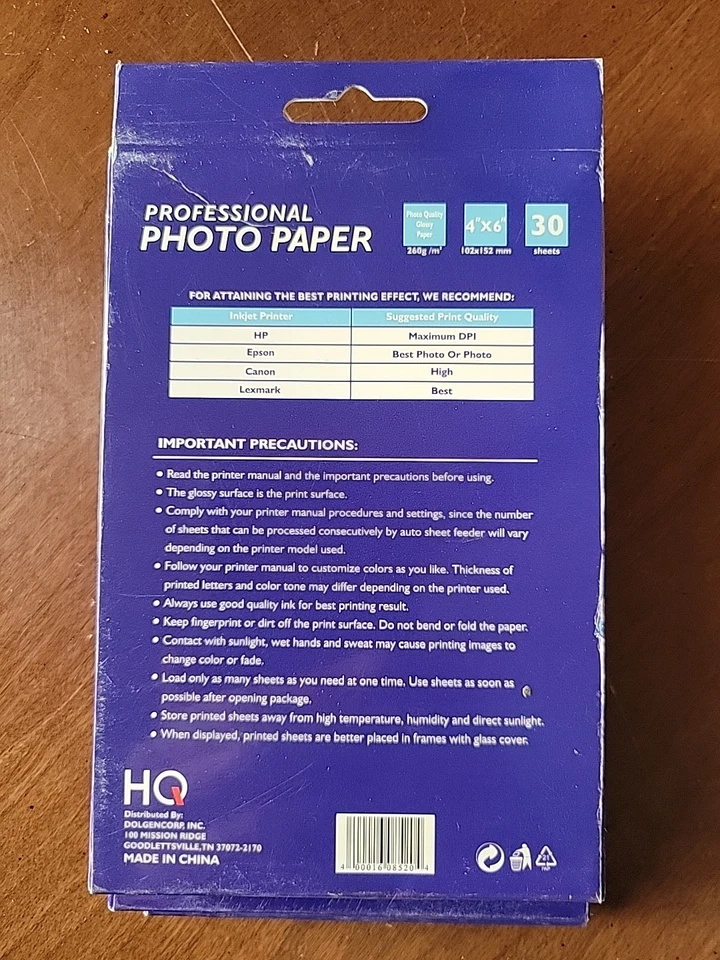 PROFESSIONAL
PHOTO PAPER
Photo Quality
Glossy
Paper
260g /m²
4"X6"
102x152 mm
30
sheets
FOR ATTAINING THE BEST PRINTING EFFECT, WE RECOMMEND:
Inkjet Printer Suggested Print Quality
HP Maximum DPI
Epson Best Photo Or Photo
Canon High
Lexmark Best
IMPORTANT PRECAUTIONS:
• Read the printer manual and the important precautions before using.
• The glossy surface is the print surface.
• Comply with your printer manual procedures and settings, since the number
of sheets that can be processed consecutively by auto sheet feeder will vary
depending on the printer model used.
• Follow your printer manual to customize colors as you like. Thickness of
printed letters and color tone may differ depending on the printer used.
• Always use good quality ink for best printing result.
• Keep fingerprint or dirt off the print surface. Do not bend or fold the paper.
• Contact with sunlight, wet hands and sweat may cause printing images to
change color or fade.
• Load only as many sheets as you need at one time. Use sheets as soon as
possible after opening package.
• Store printed sheets away from high temperature, humidity and direct sunlight.
• When displayed, printed sheets are better placed in frames with glass cover.
HQ
Distributed By:
DOLGENCORP, INC.
100 MISSION RIDGE
GOODLETTSVILLE,TN 37072-2170
MADE IN CHINA
4 00016 08520 4
21
PAP